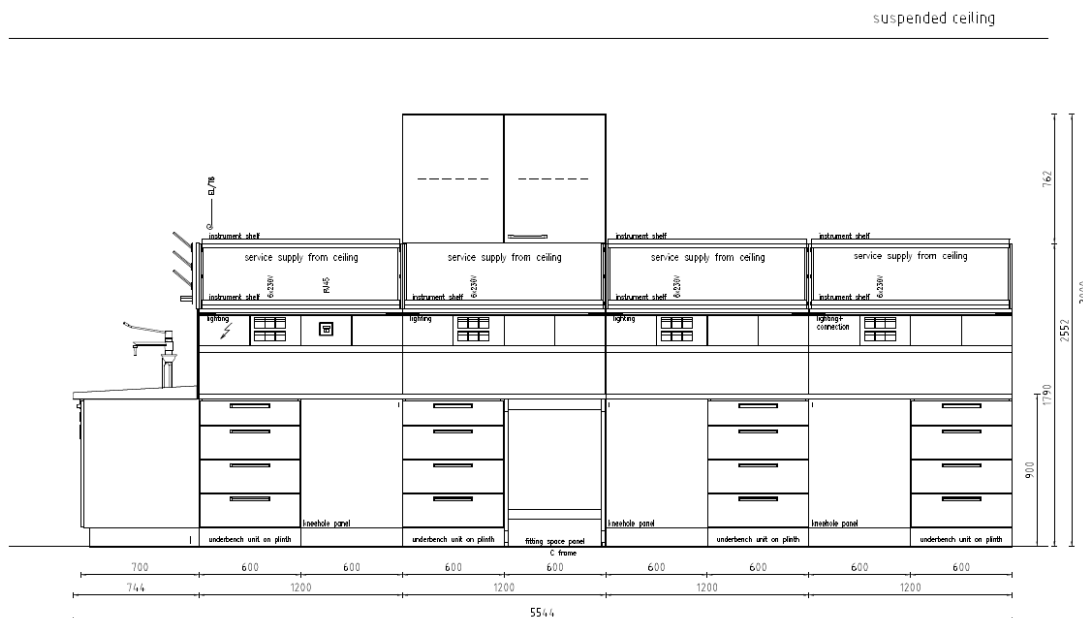 suspended ceiling
EL/TI6
762
instrument shelf
instrument shelf
instrument shelf
service supply from ceiling
service supply from ceiling
service supply from ceiling
service supply from ceiling
6x230V
RJ45
6x230V
6x230V
6x230V
instrument shelf
instrument shelf
instrument shelf
instrument shelf
instrument shelf
lighting
lighting
lighting
lighting+
connection
2552
1790
900
kneehole panel
kneehole panel
kneehole panel
underbench unit on plinth
underbench unit on plinth
fitting space panel
underbench unit on plinth
underbench unit on plinth
C frame
700
600
600
600
600
600
600
600
600
744
1200
1200
1200
1200
5544